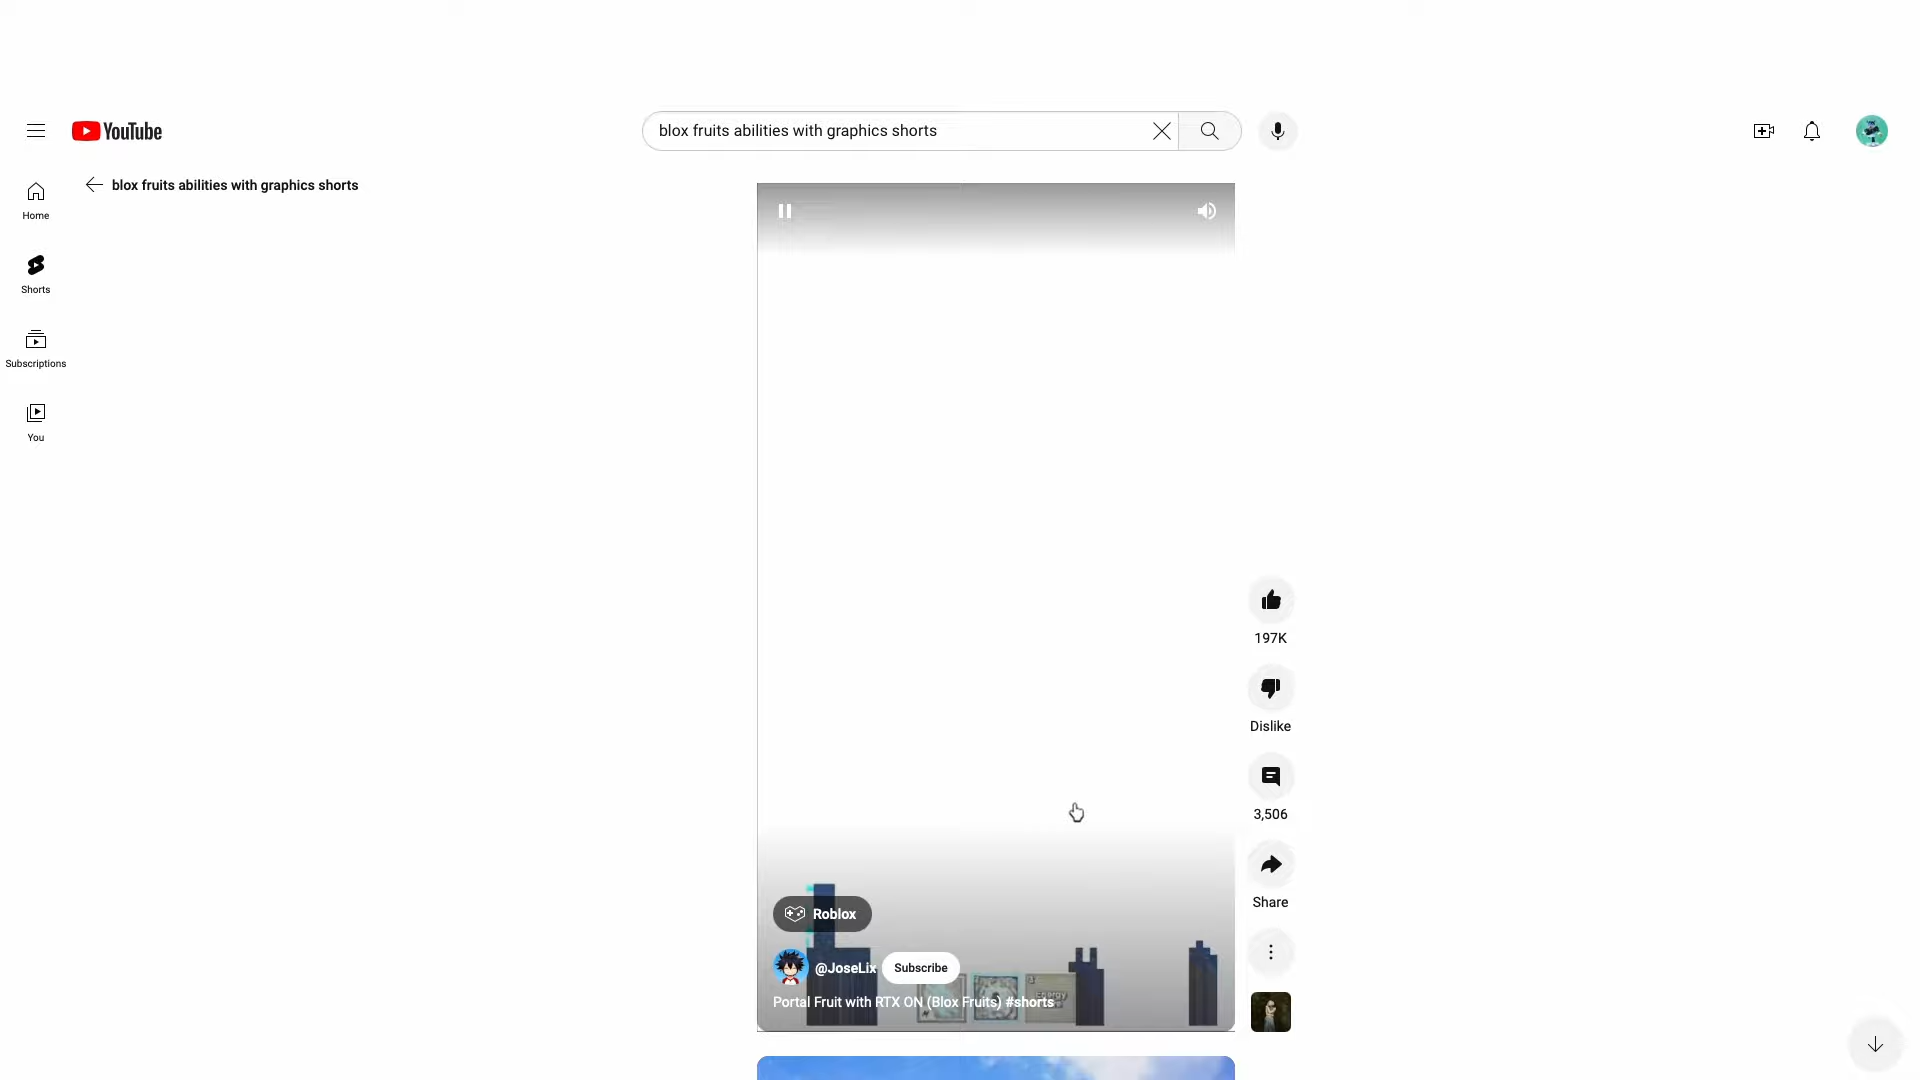 YouTube
blox fruits abilities with graphics shorts
blox fruits abilities with graphics shorts
Home
Shorts
Subscriptions
You
197K
Dislike
3,506
Share
Roblox
@JoseLix
Subscribe
Energy
Portal Fruit with RTX ON (Blox Fruits) #shorts